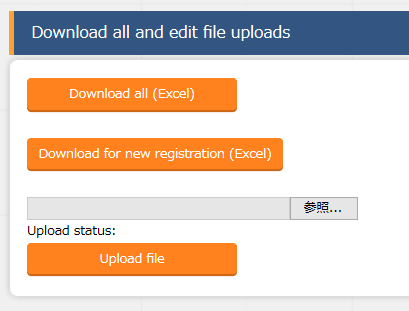 Download all and edit file uploads
Download all (Excel)
Download for new registration (Excel)
参照...
Upload status:
Upload file